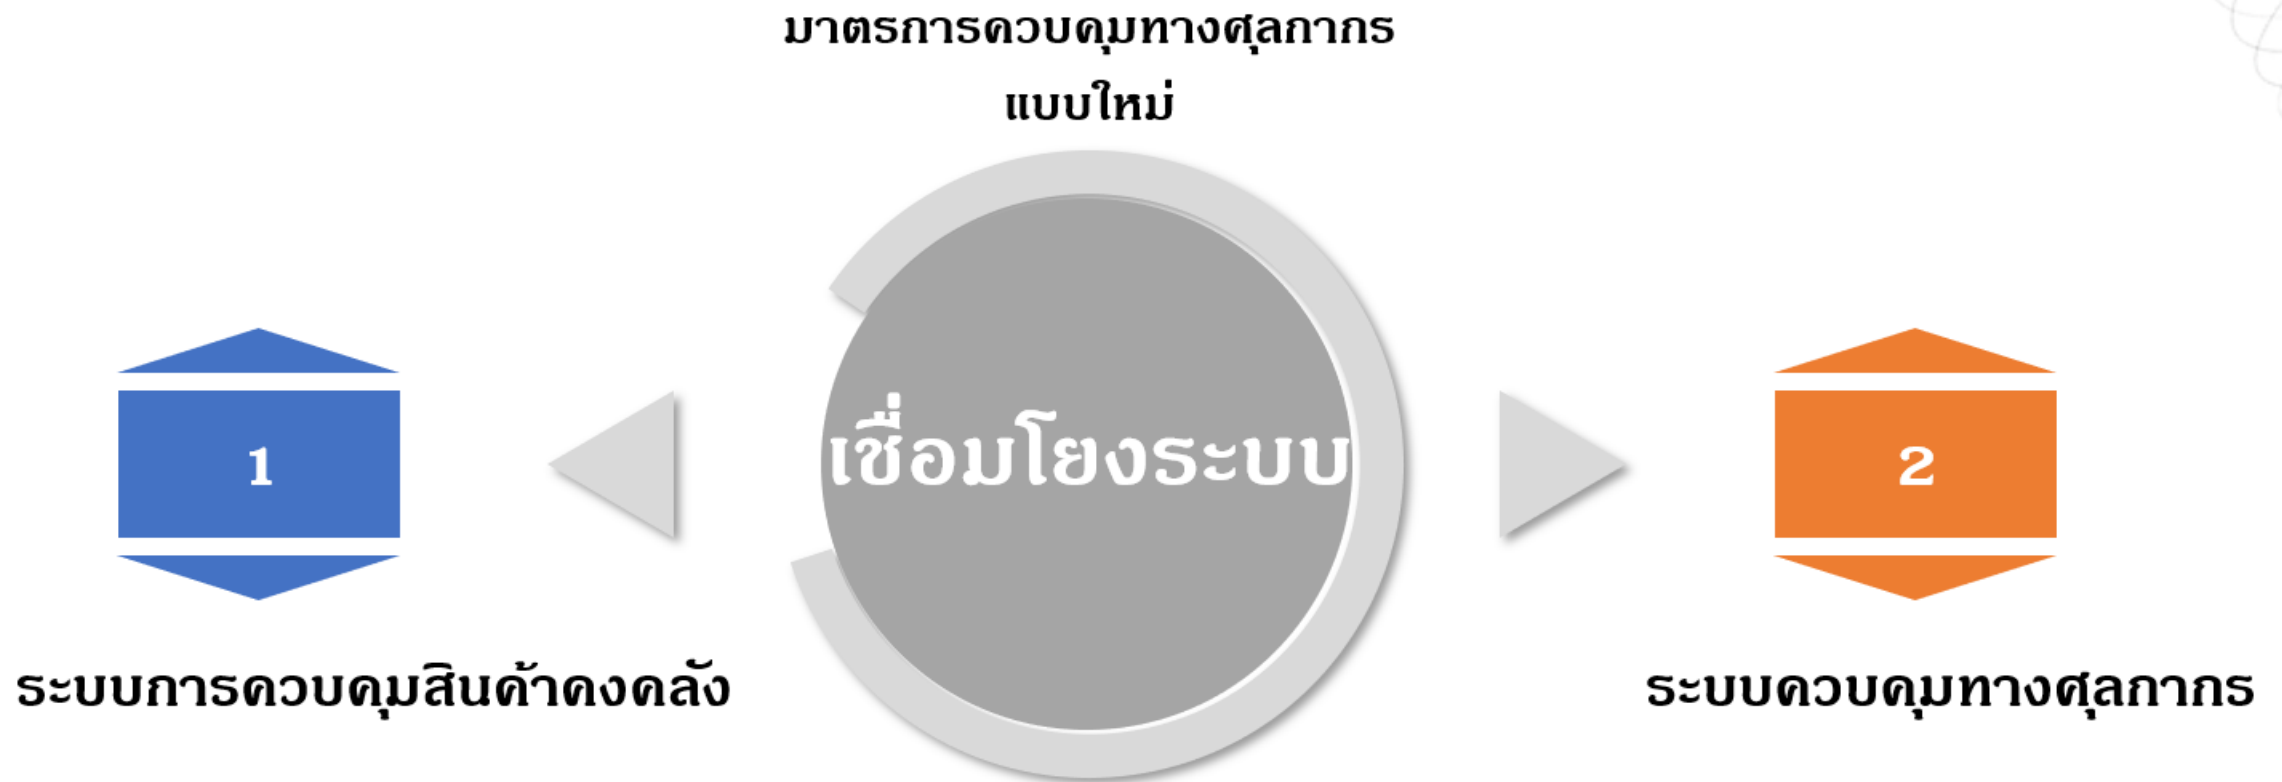 มาตรการควบคุมทางศุลกากร
แบบใหม่
1
เชื่อมโยงระบบ
2
ระบบการควบคุมสินค้าคงคลัง
ระบบควบคุมทางศุลกากร